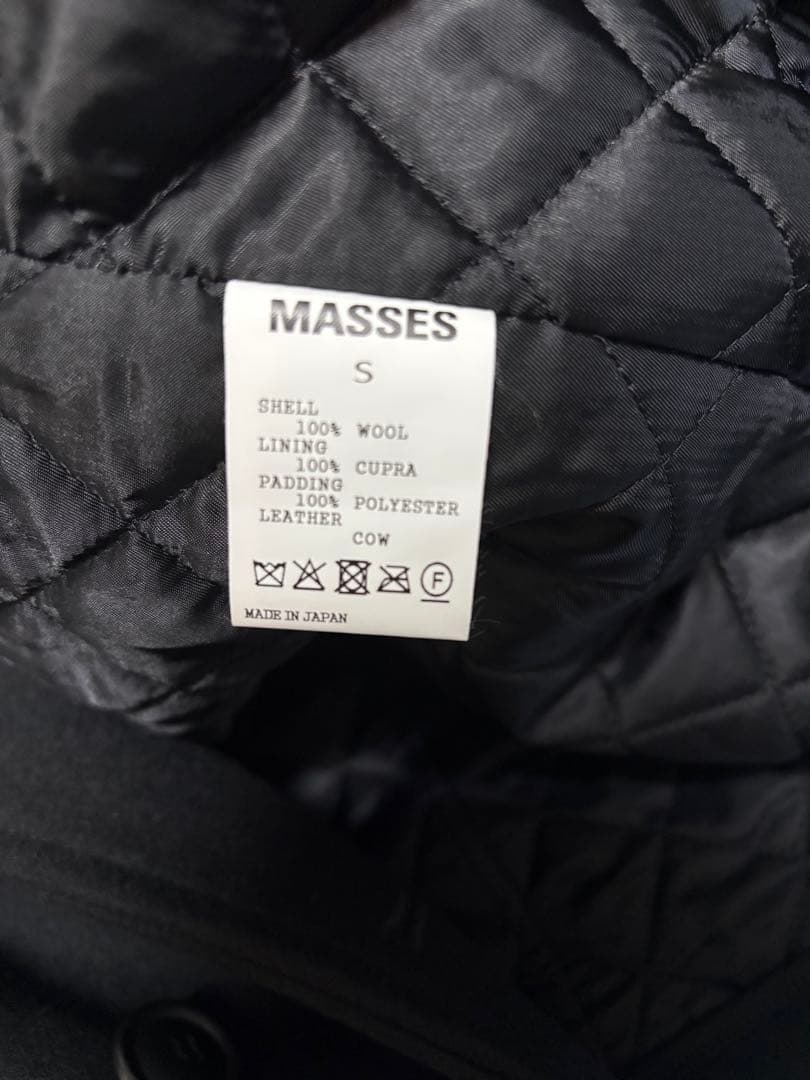 MASSES
S
SHELL
100% WOOL
LINING
100% CUPRA
PADDING
100% POLYESTER
LEATHER
COW
F
MADE IN JAPAN